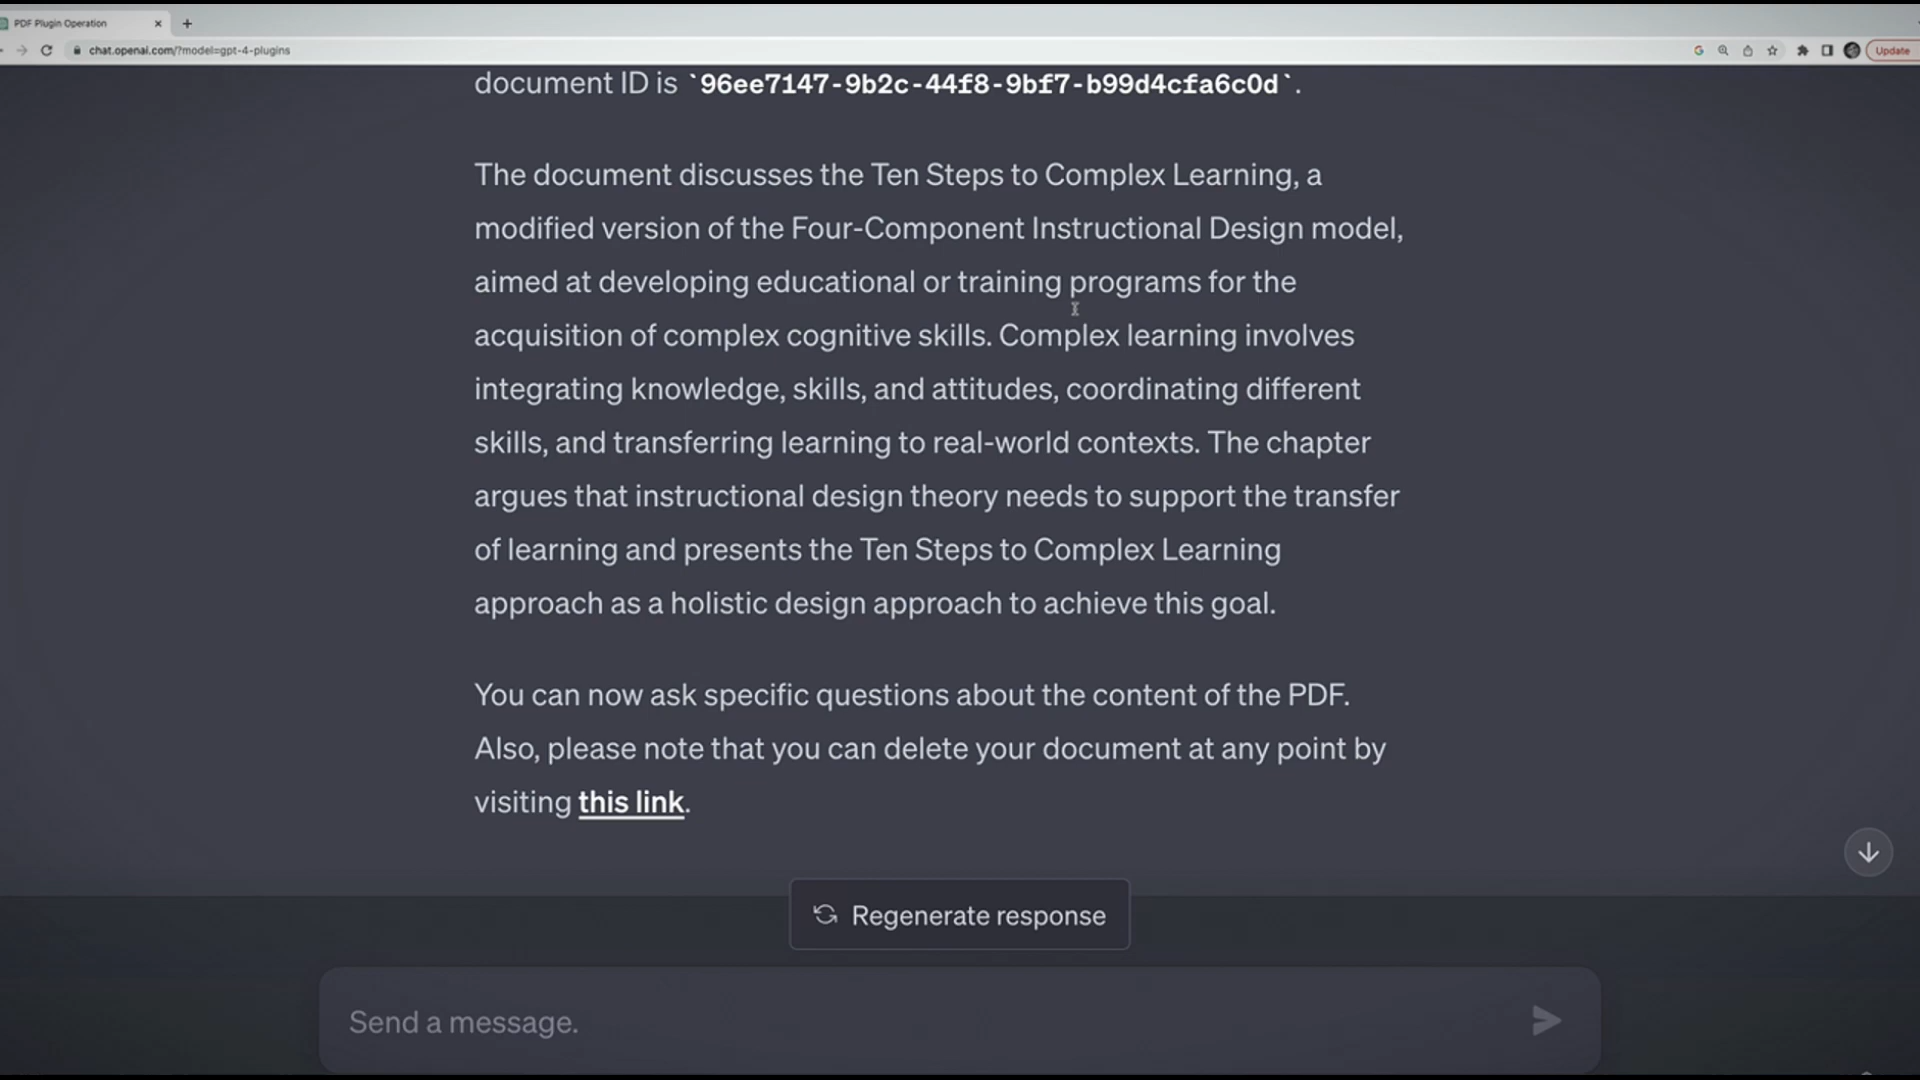 PDF Plugin Operation
chat.openai.com/?model=gpt-4-plugins
Update
document ID is `96ee7147-9b2c-44f8-9bf7-b99d4cfa6c0d`.
The document discusses the Ten Steps to Complex Learning, a
modified version of the Four-Component Instructional Design model,
aimed at developing educational or training programs for the
acquisition of complex cognitive skills. Complex learning involves
integrating knowledge, skills, and attitudes, coordinating different
skills, and transferring learning to real-world contexts. The chapter
argues that instructional design theory needs to support the transfer
of learning and presents the Ten Steps to Complex Learning
approach as a holistic design approach to achieve this goal.
You can now ask specific questions about the content of the PDF.
Also, please note that you can delete your document at any point by
visiting this link.
Regenerate response
Send a message.